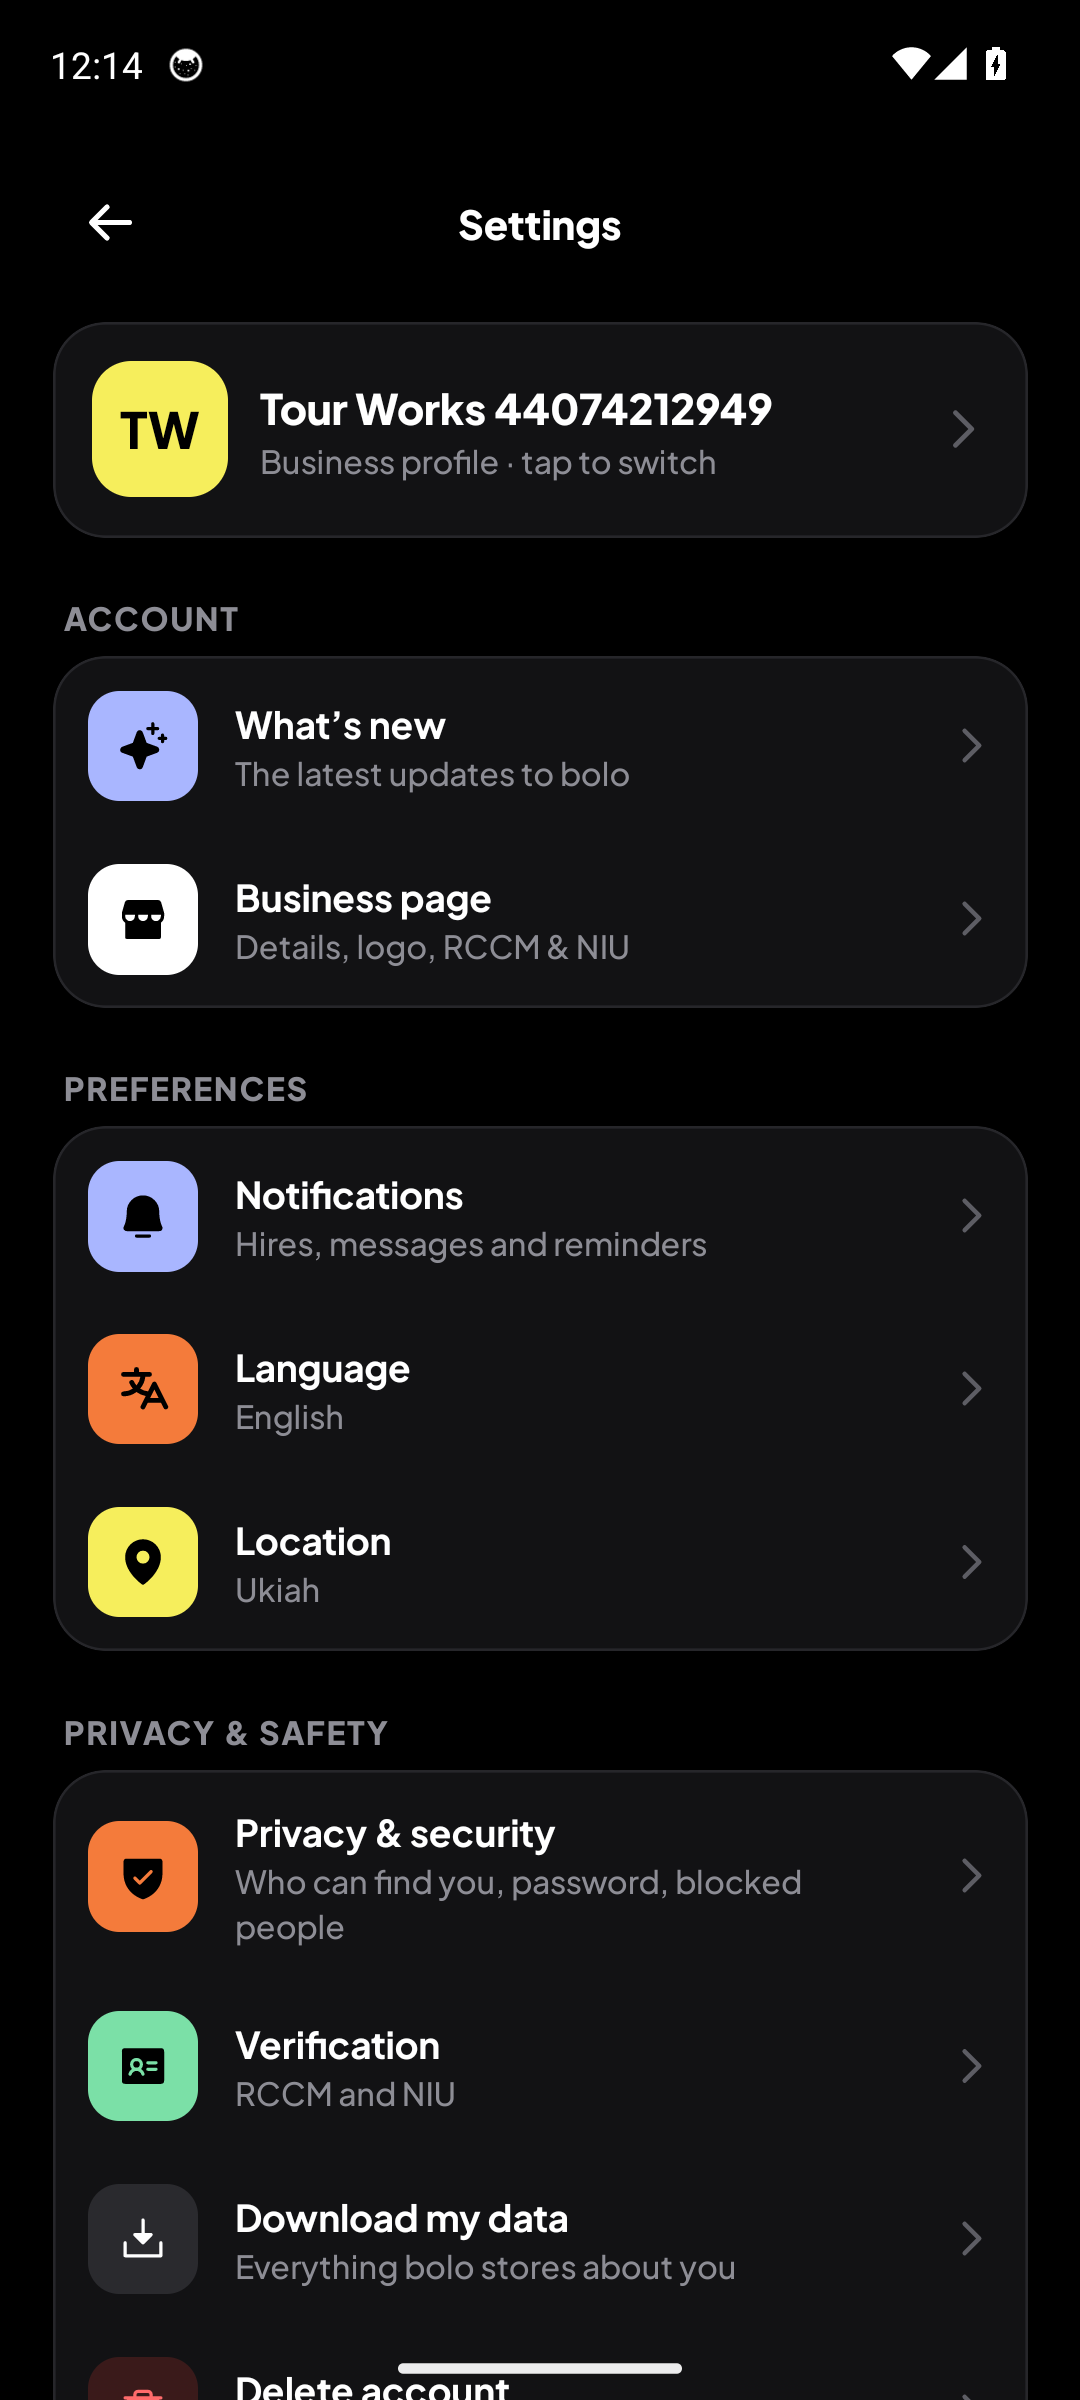 12:14
Settings
TW
Tour Works 44074212949
Business profile · tap to switch
ACCOUNT
What’s new
The latest updates to bolo
Business page
Details, logo, RCCM & NIU
PREFERENCES
Notifications
Hires, messages and reminders
Language
English
Location
Ukiah
PRIVACY & SAFETY
Privacy & security
Who can find you, password, blocked
people
Verification
RCCM and NIU
Download my data
Everything bolo stores about you
Delete account